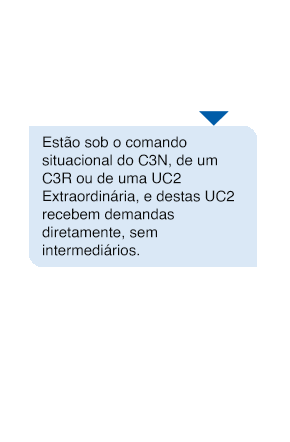 Estão sob o comando
situacional do C3N, de um
C3R ou de uma UC2
Extraordinária, e destas UC2
recebem demandas
diretamente, sem
intermediários.